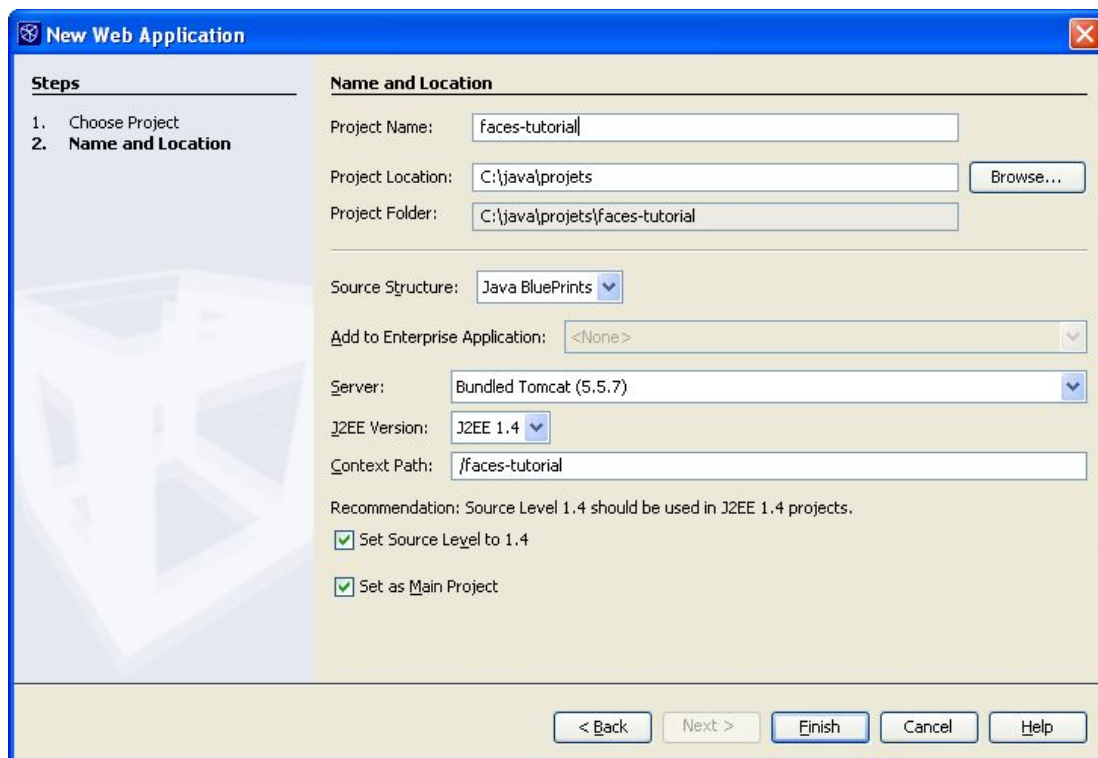 New Web Application
Steps
1. Choose Project
2. Name and Location
Name and Location
Project Name: faces-tutorial
Project Location: C:\java\projets Browse...
Project Folder: C:\java\projets\faces-tutorial
Source Structure: Java BluePrints
Add to Enterprise Application: <None>
Server: Bundled Tomcat (5.5.7)
J2EE Version: J2EE 1.4
Context Path: /faces-tutorial
Recommendation: Source Level 1.4 should be used in J2EE 1.4 projects.
Set Source Level to 1.4
Set as Main Project
< Back Next > Finish Cancel Help